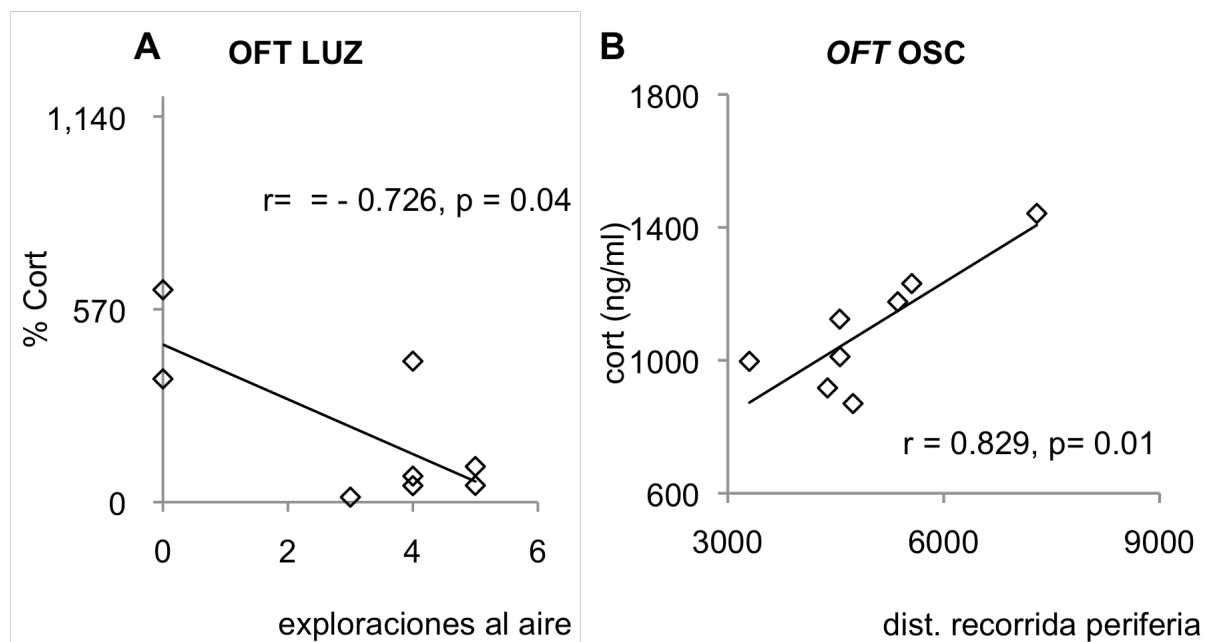 A
OFT LUZ
1,140
570
0
% Cort
r=  = - 0.726, p = 0.04
0 2 4 6
exploraciones al aire
B
OFT OSC
1800
1400
1000
600
cort (ng/ml)
r = 0.829, p= 0.01
3000 6000 9000
dist. recorrida periferia